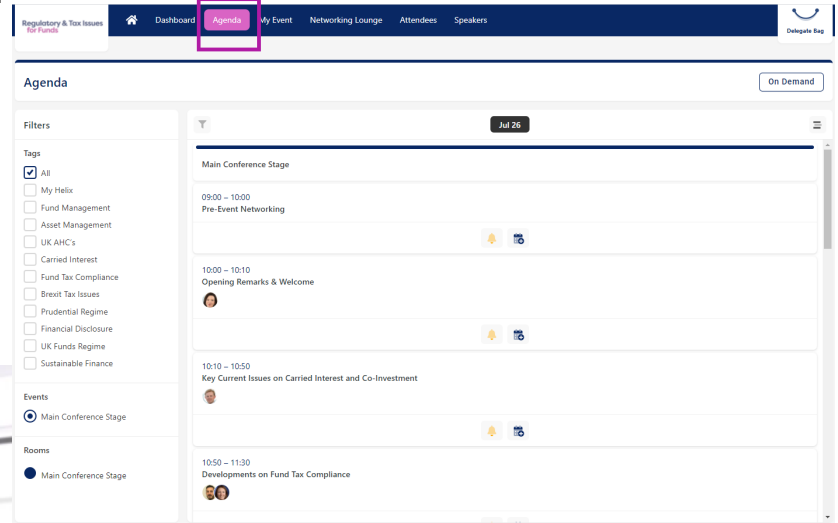 Regulatory & Tax Issues
for Funds
Dashboard Agenda My Event Networking Lounge Attendees Speakers
Delegate Bag
Agenda
On Demand
Filters
Jul 26
Tags
All
My Helix
Fund Management
Asset Management
UK AHC's
Carried Interest
Fund Tax Compliance
Brexit Tax Issues
Prudential Regime
Financial Disclosure
UK Funds Regime
Sustainable Finance
Events
Main Conference Stage
Rooms
Main Conference Stage
Main Conference Stage
09:00 – 10:00
Pre-Event Networking
10:00 – 10:10
Opening Remarks & Welcome
10:10 – 10:50
Key Current Issues on Carried Interest and Co-Investment
10:50 – 11:30
Developments on Fund Tax Compliance